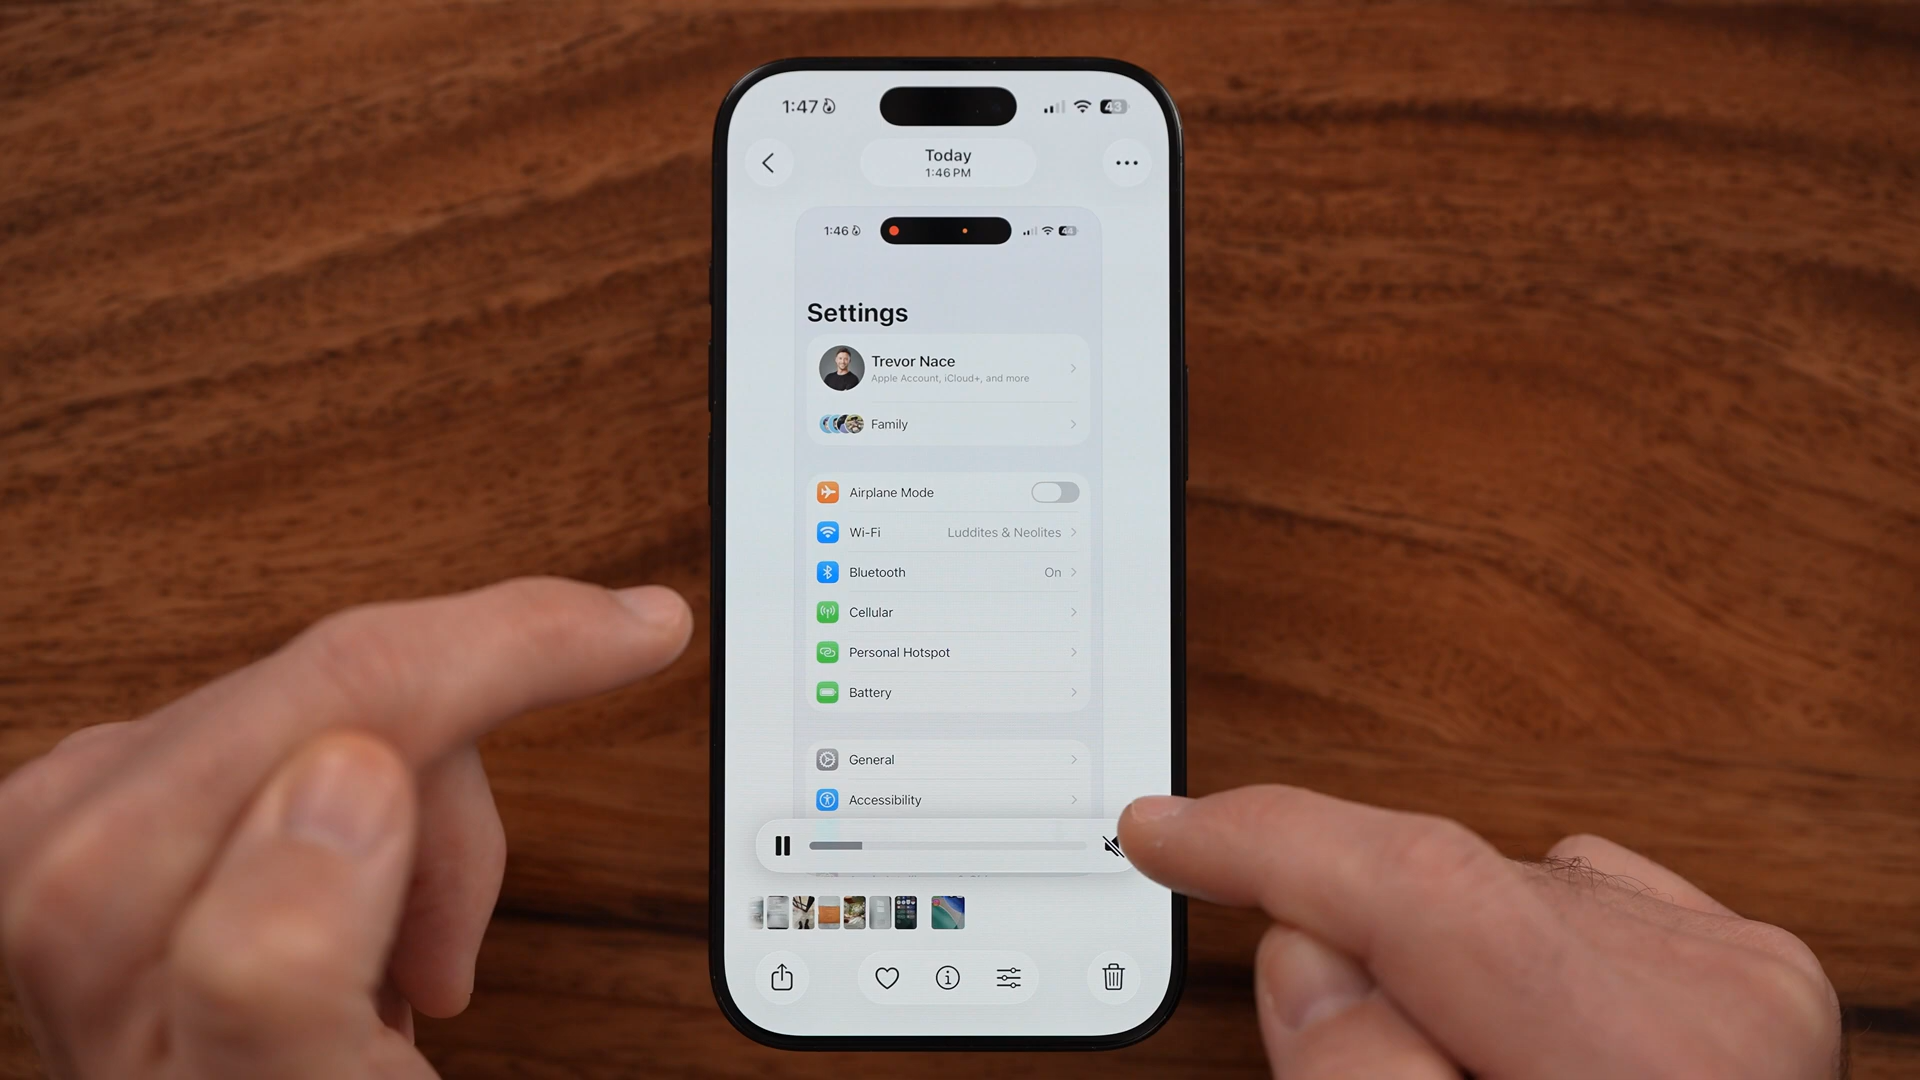 1:47
43
Today
1:46 PM
1:46
Settings
Trevor Nace
Apple Account, iCloud+, and more
Family
Airplane Mode
Wi-Fi Luddites & Neolites
Bluetooth On
Cellular
Personal Hotspot
Battery
General
Accessibility